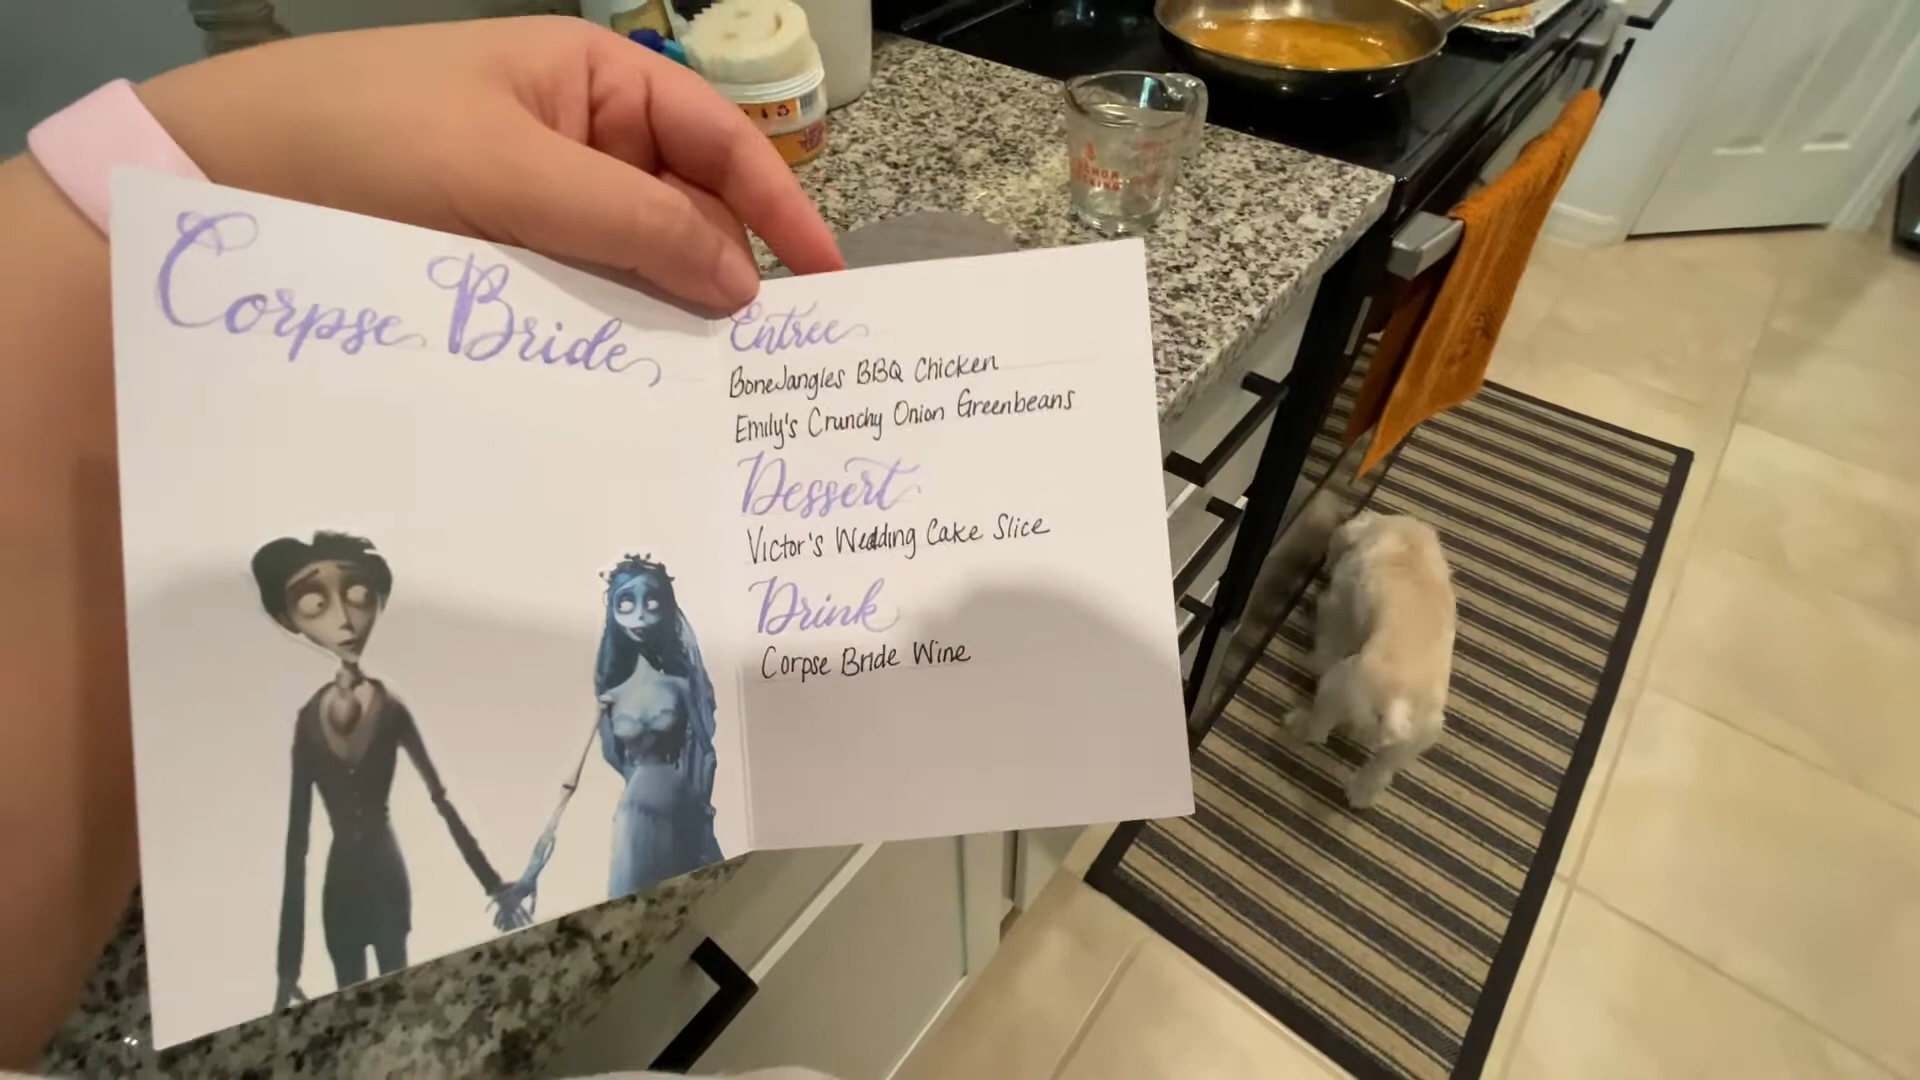 Corpse Bride
Entree
BoneJangles BBQ Chicken
Emily's Crunchy Onion Greenbeans
Dessert
Victor's Wedding Cake Slice
Drink
Corpse Bride Wine